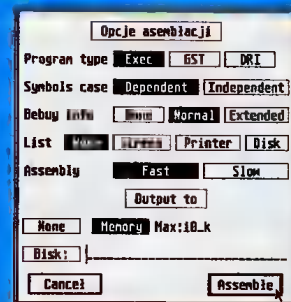 Opcje asemblacji
Program type Exec GST DRI
Symbols case Dependent Independent
Bebuy Normal Extended
List Printer Disk
Assembly Fast Slow
Output to
None Memory Max:10_k
Disk:
Cancel Assemble